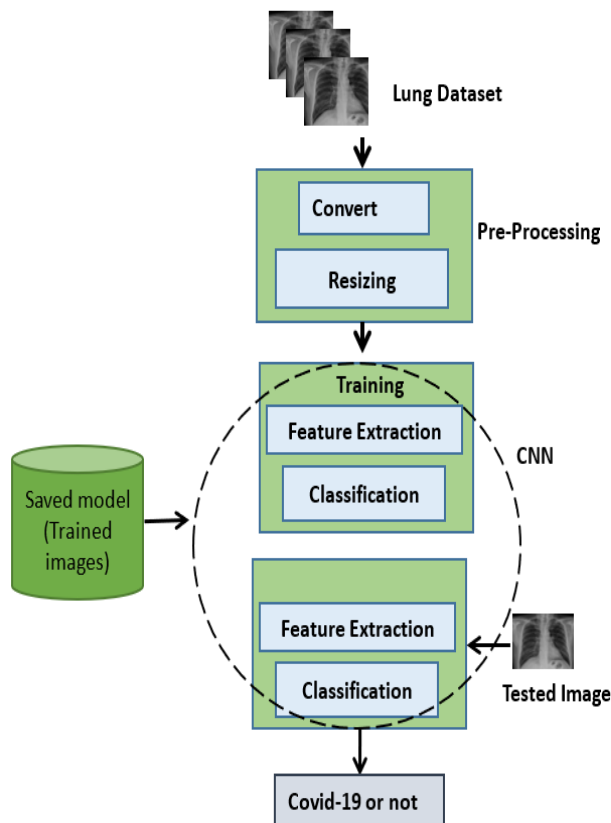 Lung Dataset
Convert
Pre-Processing
Resizing
Training
Feature Extraction
CNN
Classification
Saved model
(Trained
images)
Feature Extraction
Classification
Tested Image
Covid-19 or not